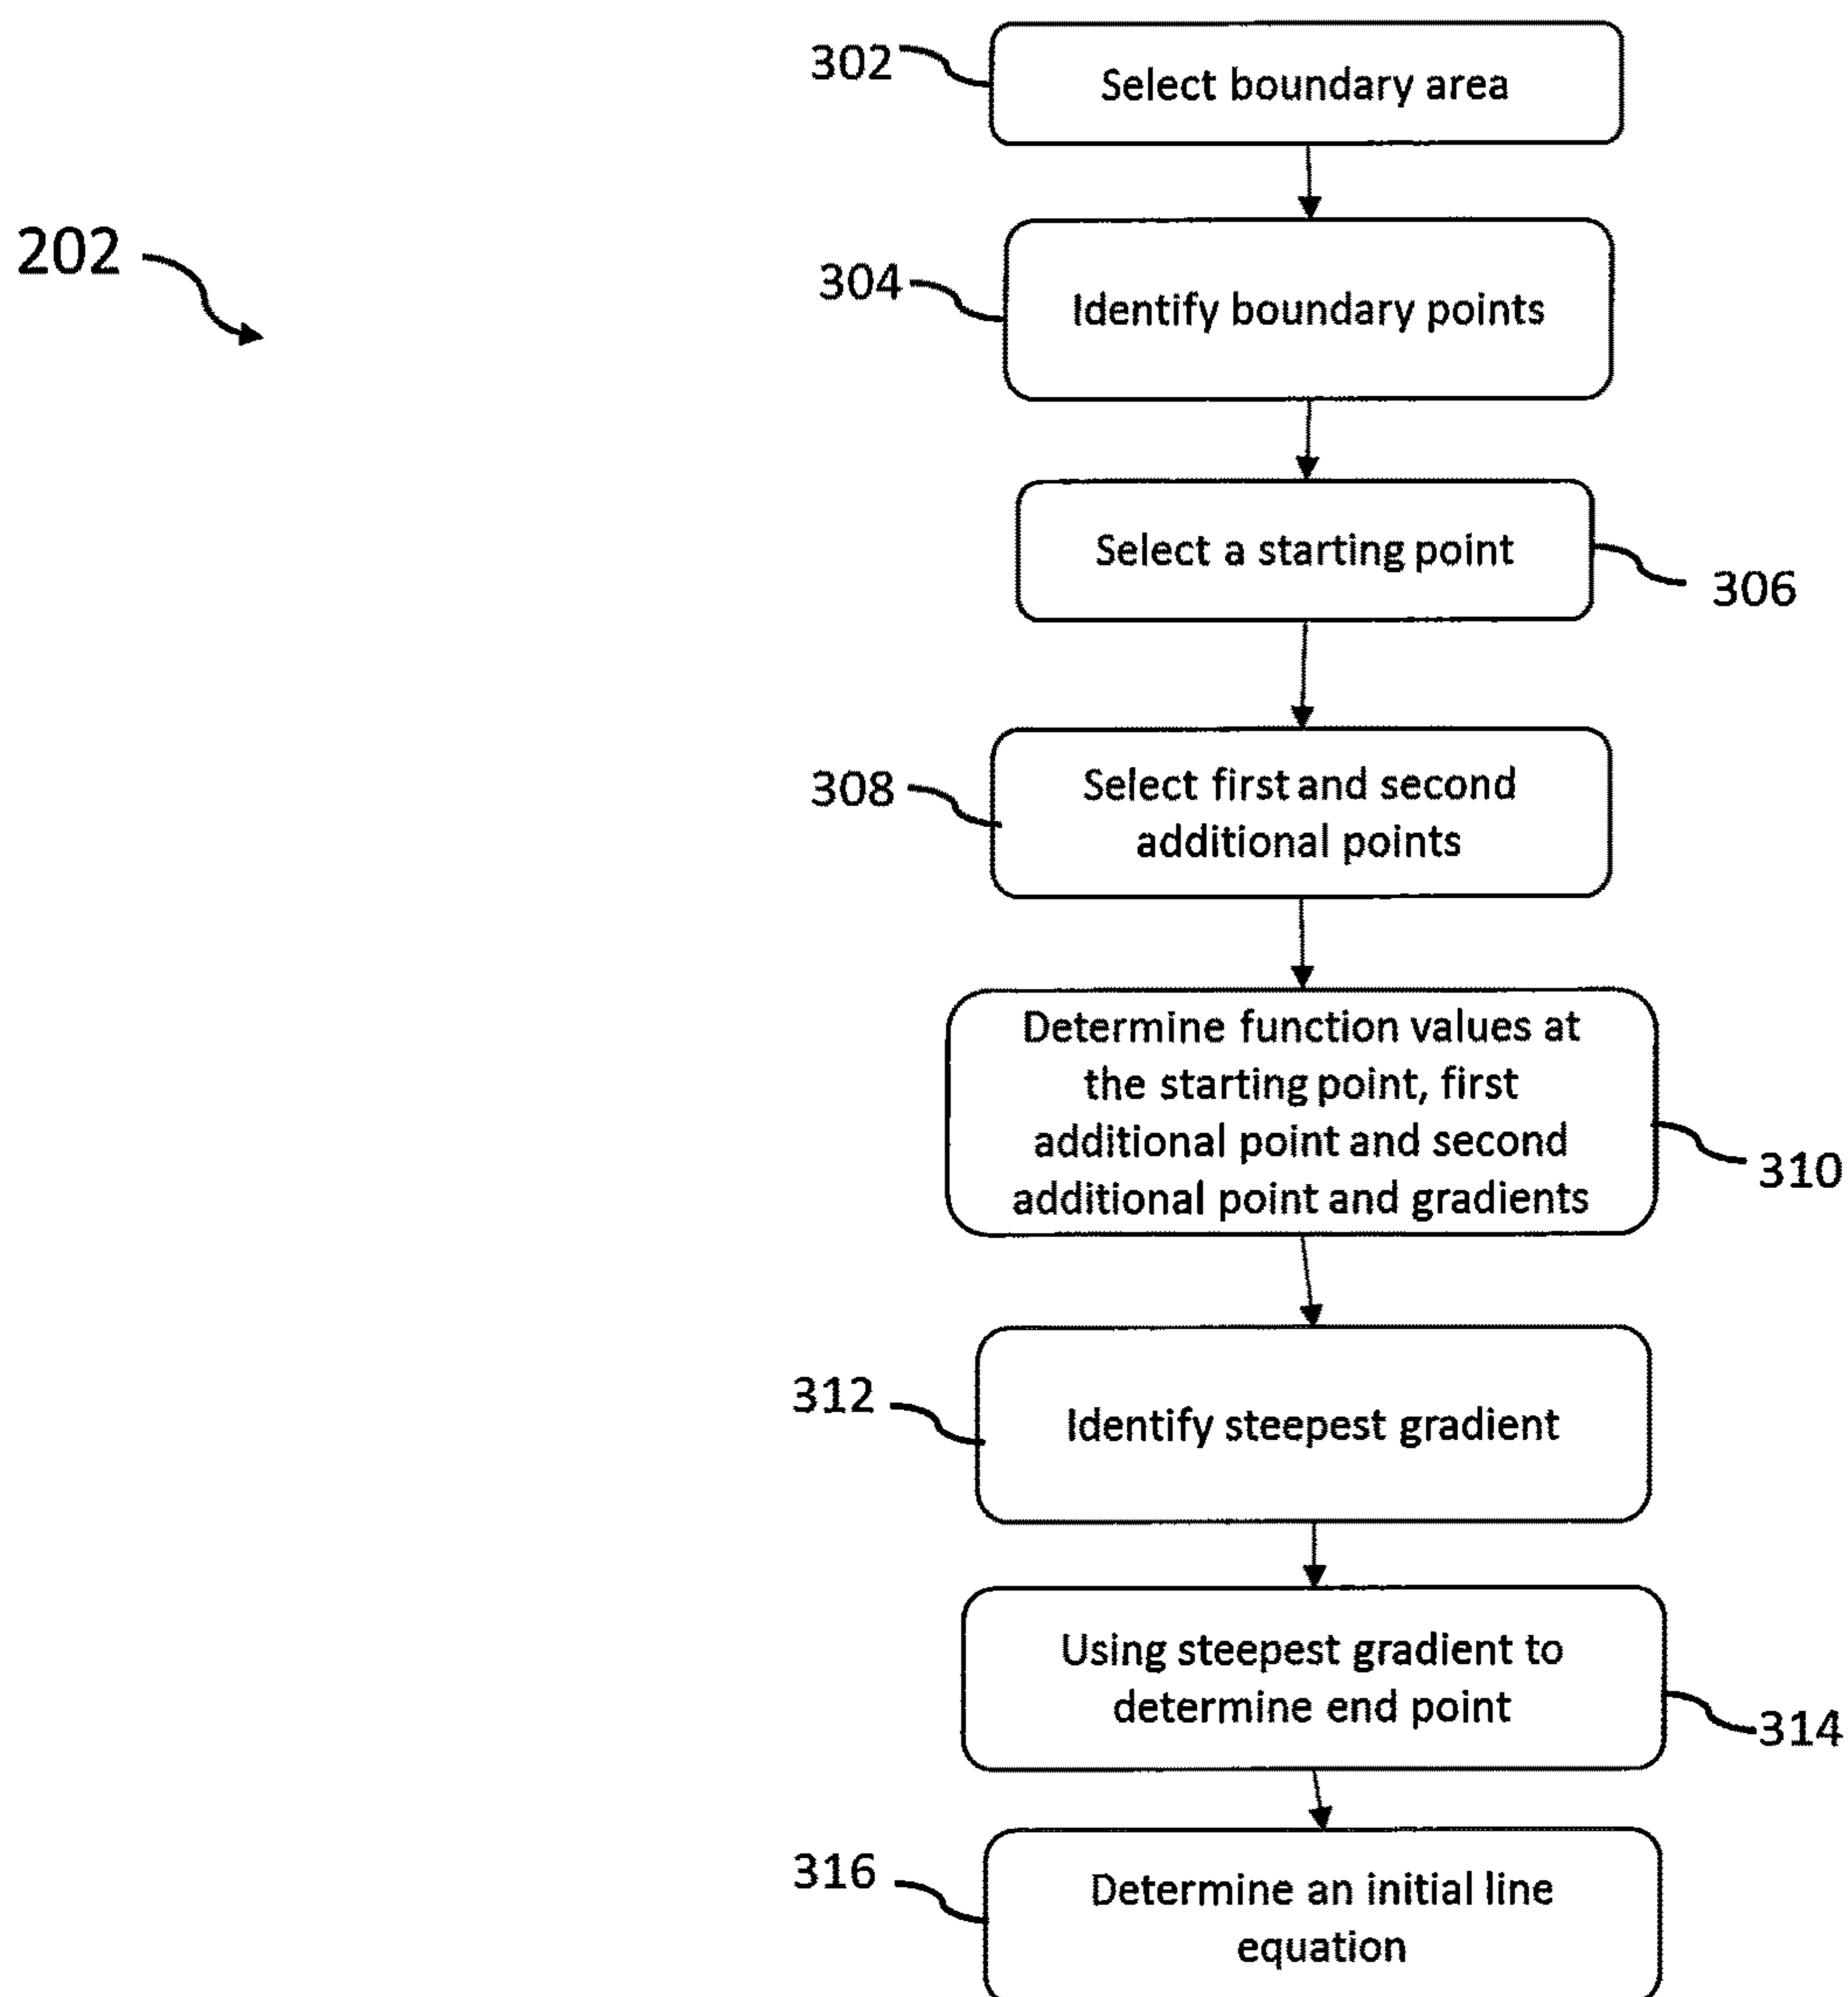 302
Select boundary area
202
304
Identify boundary points
Select a starting point
306
308
Select first and second
additional points
Determine function values at
the starting point, first
additional point and second
additional point and gradients
310
312
Identify steepest gradient
Using steepest gradient to
determine end point
314
316
Determine an initial line
equation